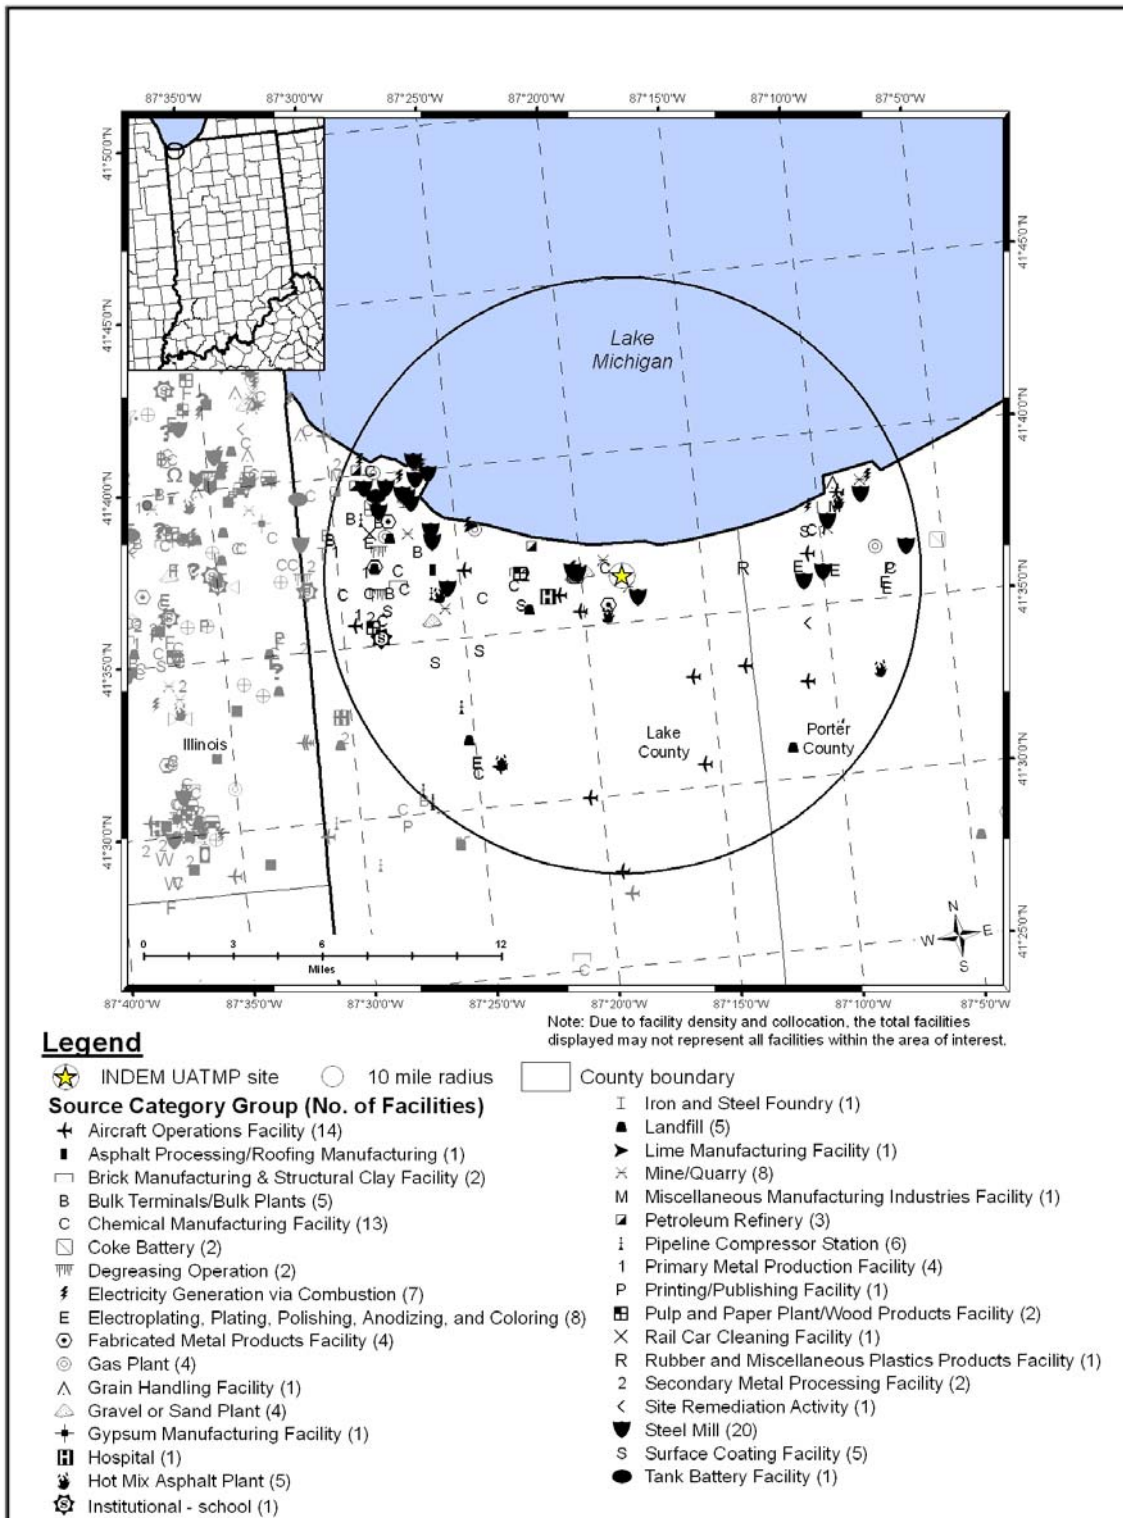 87°35'0"W 87°30'0"W 87°25'0"W 87°20'0"W 87°15'0"W 87°10'0"W 87°5'0"W
41°50'0"N
41°45'0"N
41°40'0"N
41°35'0"N
41°30'0"N
41°45'0"N
41°40'0"N
41°35'0"N
41°30'0"N
41°25'0"N
Lake
Michigan
Illinois
Lake
County
Porter
County
N
W E
S
0 3 6 12
Miles
87°40'0"W 87°35'0"W 87°30'0"W 87°25'0"W 87°20'0"W 87°15'0"W 87°10'0"W 87°5'0"W
Note: Due to facility density and collocation, the total facilities
displayed may not represent all facilities within the area of interest.
Legend
INDEM UATMP site 10 mile radius County boundary
Source Category Group (No. of Facilities)
Aircraft Operations Facility (14)
Asphalt Processing/Roofing Manufacturing (1)
Brick Manufacturing & Structural Clay Facility (2)
B Bulk Terminals/Bulk Plants (5)
C Chemical Manufacturing Facility (13)
Coke Battery (2)
Degreasing Operation (2)
Electricity Generation via Combustion (7)
E Electroplating, Plating, Polishing, Anodizing, and Coloring (8)
Fabricated Metal Products Facility (4)
Gas Plant (4)
Grain Handling Facility (1)
Gravel or Sand Plant (4)
Gypsum Manufacturing Facility (1)
H Hospital (1)
Hot Mix Asphalt Plant (5)
S Institutional - school (1)
Iron and Steel Foundry (1)
Landfill (5)
Lime Manufacturing Facility (1)
Mine/Quarry (8)
M Miscellaneous Manufacturing Industries Facility (1)
Petroleum Refinery (3)
Pipeline Compressor Station (6)
1 Primary Metal Production Facility (4)
P Printing/Publishing Facility (1)
Pulp and Paper Plant/Wood Products Facility (2)
Rail Car Cleaning Facility (1)
R Rubber and Miscellaneous Plastics Products Facility (1)
2 Secondary Metal Processing Facility (2)
Site Remediation Activity (1)
Steel Mill (20)
S Surface Coating Facility (5)
Tank Battery Facility (1)